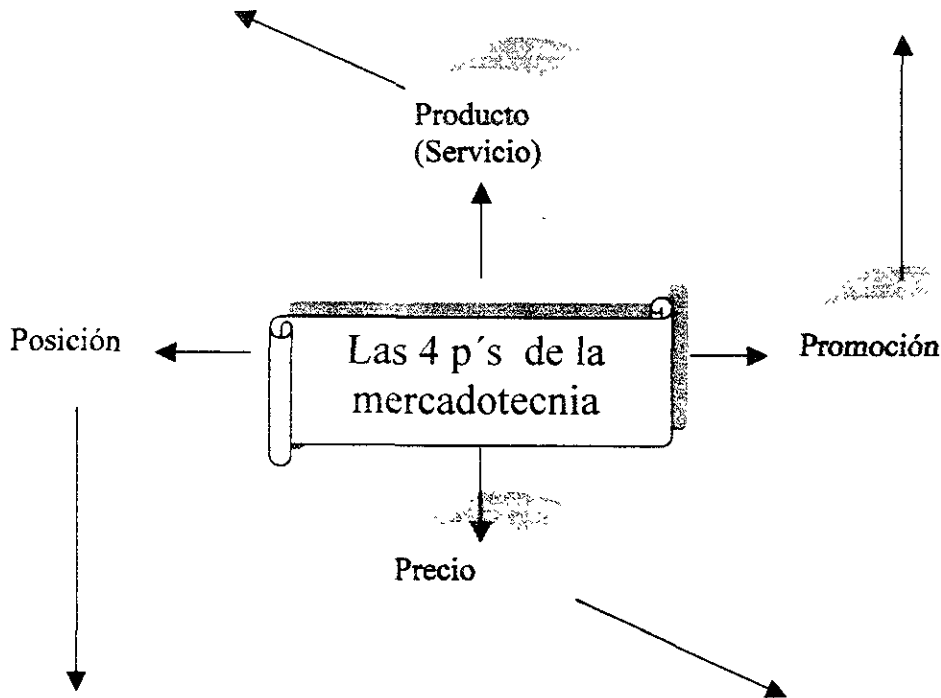 Producto
(Servicio)
Posición
Las 4 p´s de la
mercadotecnia
Promoción
Precio